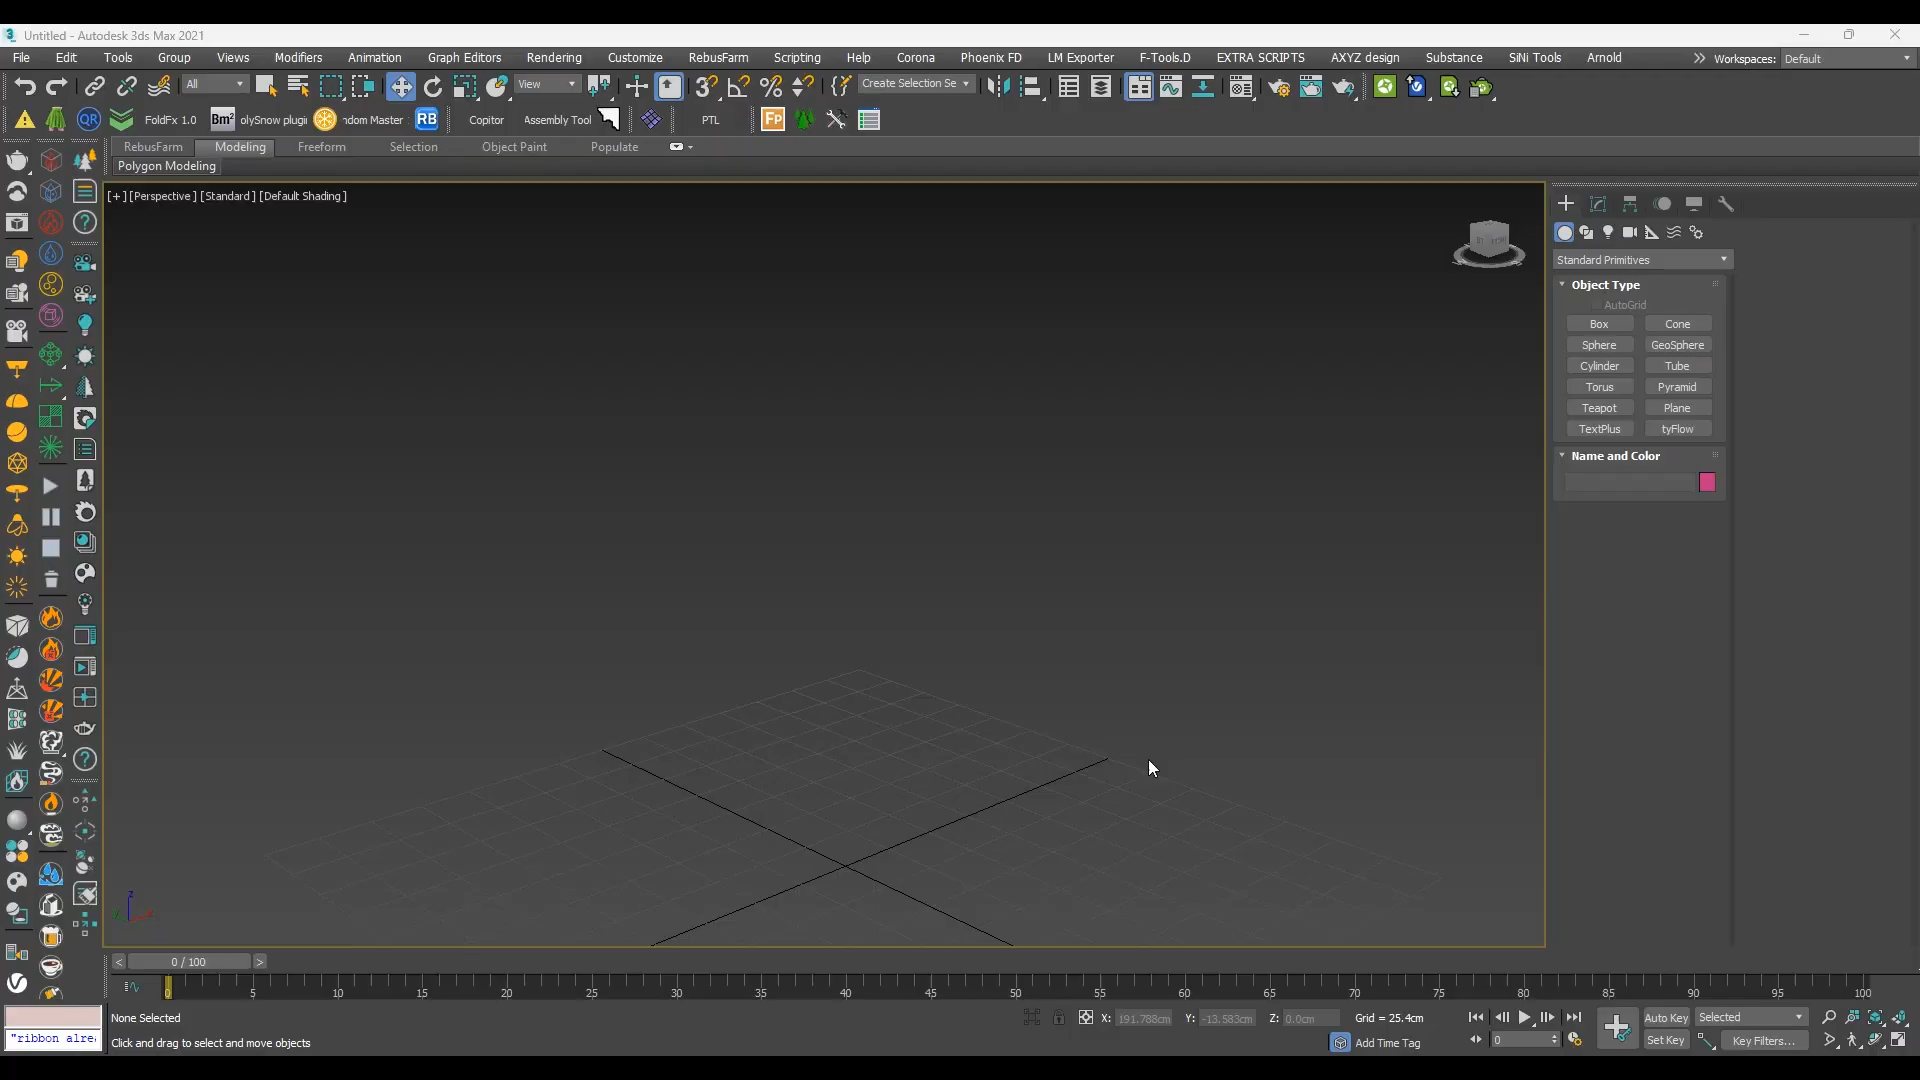 3 Untitled - Autodesk 3ds Max 2021
File Edit Tools Group Views Modifiers Animation Graph Editors Rendering Customize RebusFarm Scripting Help Corona Phoenix FD LM Exporter F-Tools.D EXTRA SCRIPTS AXYZ design Substance SiNi Tools Arnold » Workspaces: Default
All View Create Selection Se
QR FoldFx 1.0 Bm² olySnow plugi ndom Master RB Copitor Assembly Tool PTL Fp
RebusFarm Modeling Freeform Selection Object Paint Populate
Polygon Modeling
[+] [Perspective] [Standard] [Default Shading]
Standard Primitives
Object Type
AutoGrid
Box Cone
Sphere GeoSphere
Cylinder Tube
Torus Pyramid
Teapot Plane
TextPlus tyFlow
Name and Color
z
< 0 / 100 >
0 5 10 15 20 25 30 35 40 45 50 55 60 65 70 75 80 85 90 95 100
None Selected X: 191.788cm Y: -13.583cm Z: 0.0cm Grid = 25.4cm Auto Key Selected
"ribbon alrea Click and drag to select and move objects Add Time Tag 0 Set Key Key Filters...